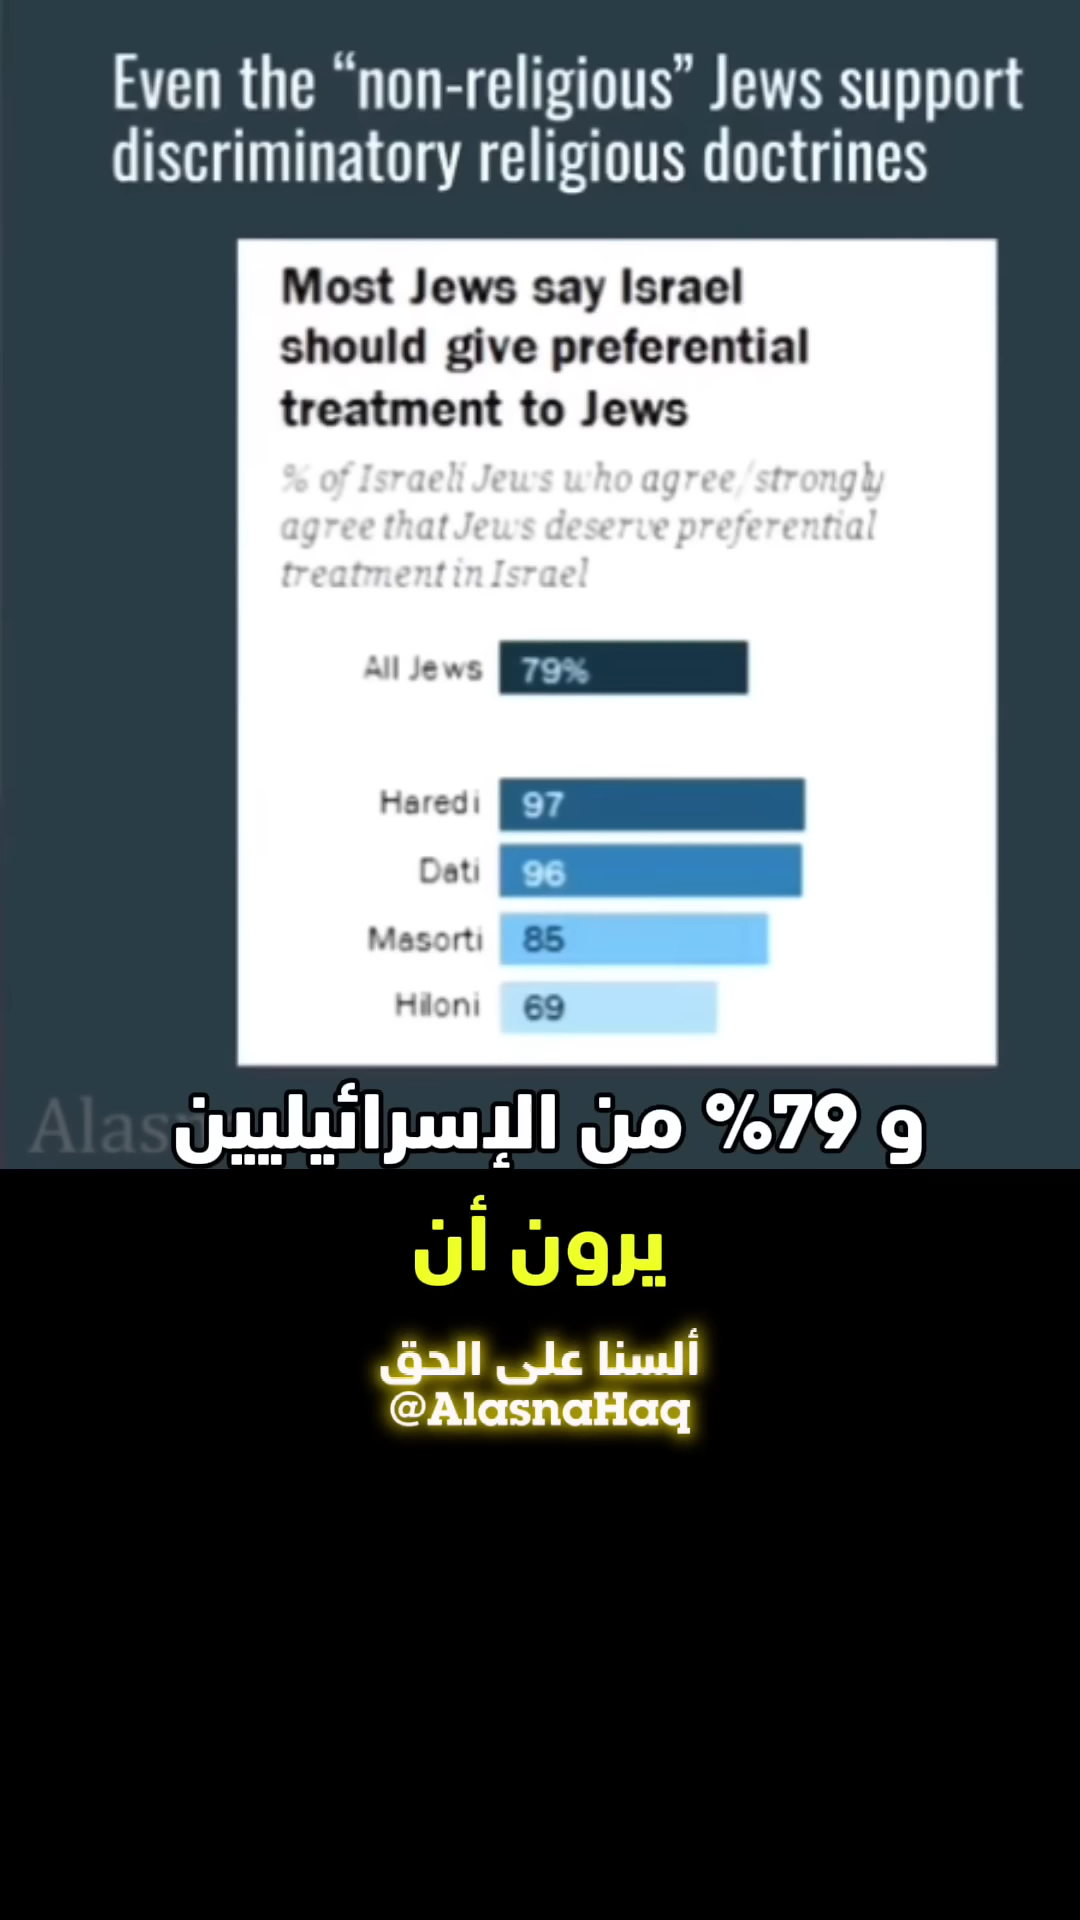 Even the “non-religious” Jews support
discriminatory religious doctrines
Most Jews say Israel
should give preferential
treatment to Jews
% of Israeli Jews who agree/strongly
agree that Jews deserve preferential
treatment in Israel
All Jews 79%
Haredi 97
Dati 96
Masorti 85
Hiloni 69
و 79% من الإسرائيليين
يرون أن
ألسنا على الحق
@AlasnaHaq